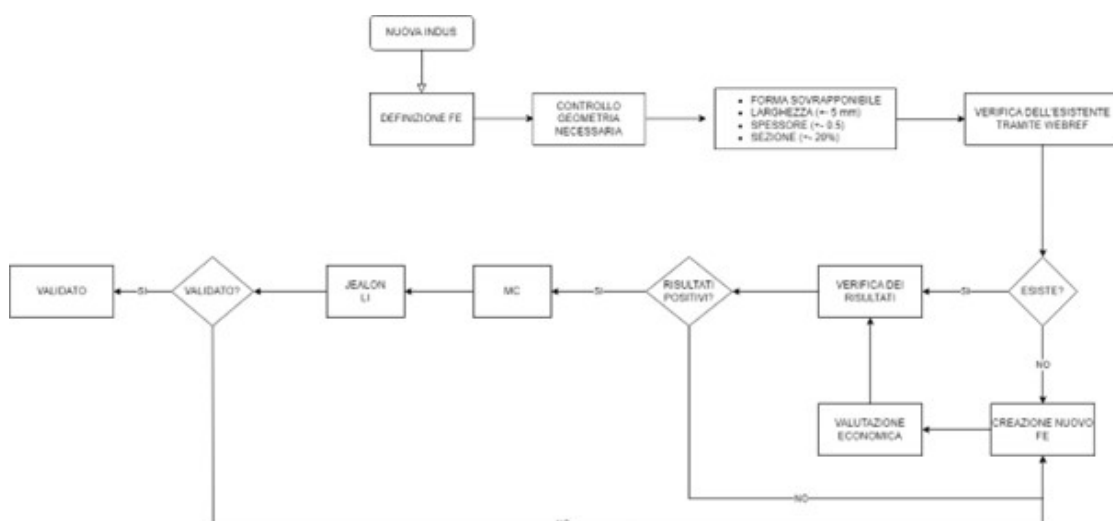 NUOVA INDUS
DEFINIZIONE FE
CONTROLLO
GEOMETRIA
NECESSARIA
FORMA SOVRAPPONIBILE
LARGHEZZA (+- 5 mm)
SPESSORE (+- 0.5)
SEZIONE (+- 20%)
VERIFICA DELL'ESISTENTE
TRAMITE WEBREF
VALIDATO
SI
VALIDATO?
JEALON
LI
MC
SI
RISULTATI
POSITIVI?
VERIFICA DEI
RISULTATI
SI
ESISTE?
NO
VALUTAZIONE
ECONOMICA
CREAZIONE NUOVO
FE
NO